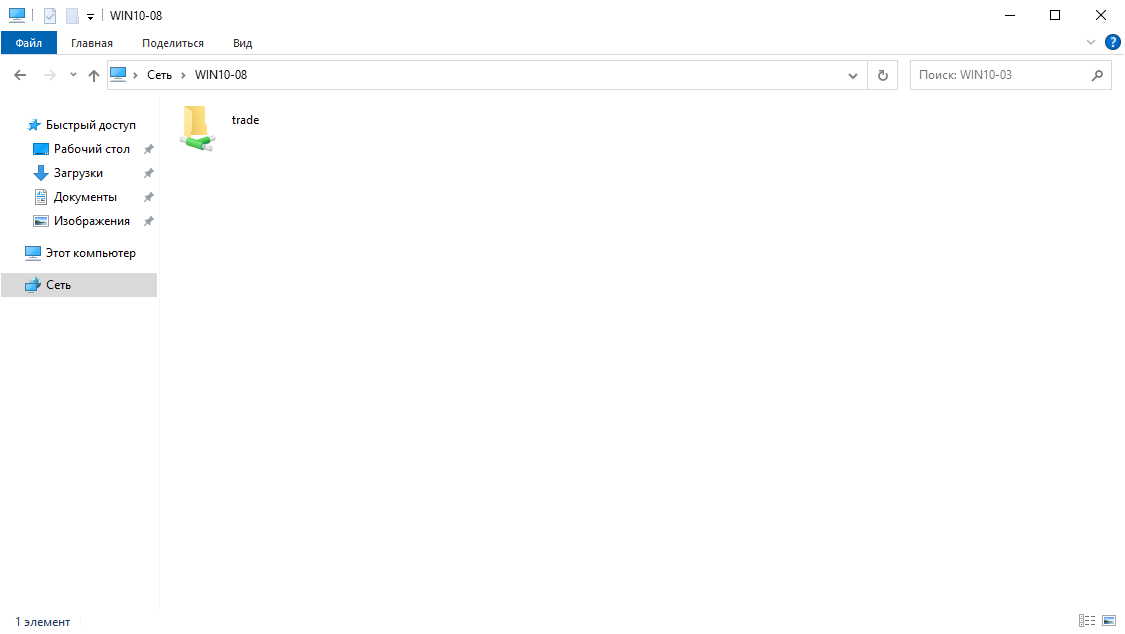 WIN10-08
Файл Главная Поделиться Вид
Сеть WIN10-08
Поиск: WIN10-03
Быстрый доступ
Рабочий стол
Загрузки
Документы
Изображения
Этот компьютер
Сеть
trade
1 элемент